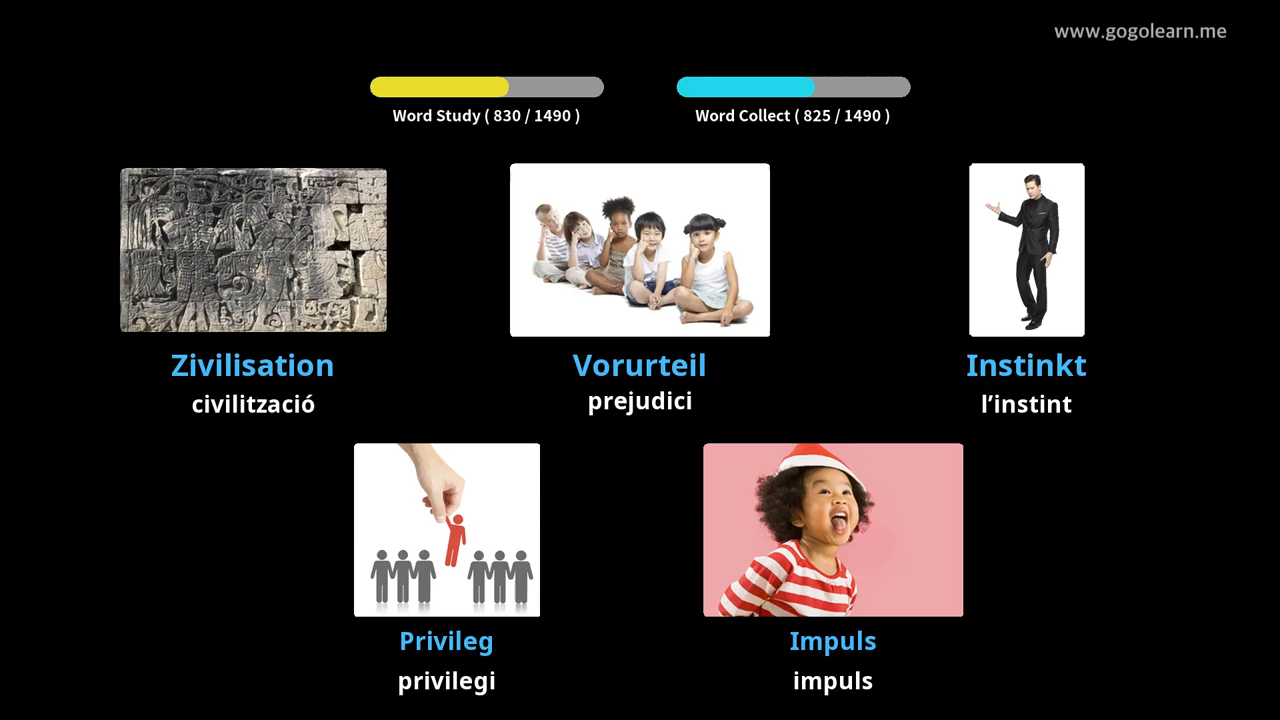 www.gogolearn.me
Word Study ( 830 / 1490 )
Word Collect ( 825 / 1490 )
Zivilisation
civilització
Vorurteil
prejudici
Instinkt
l’instint
Privileg
privilegi
Impuls
impuls